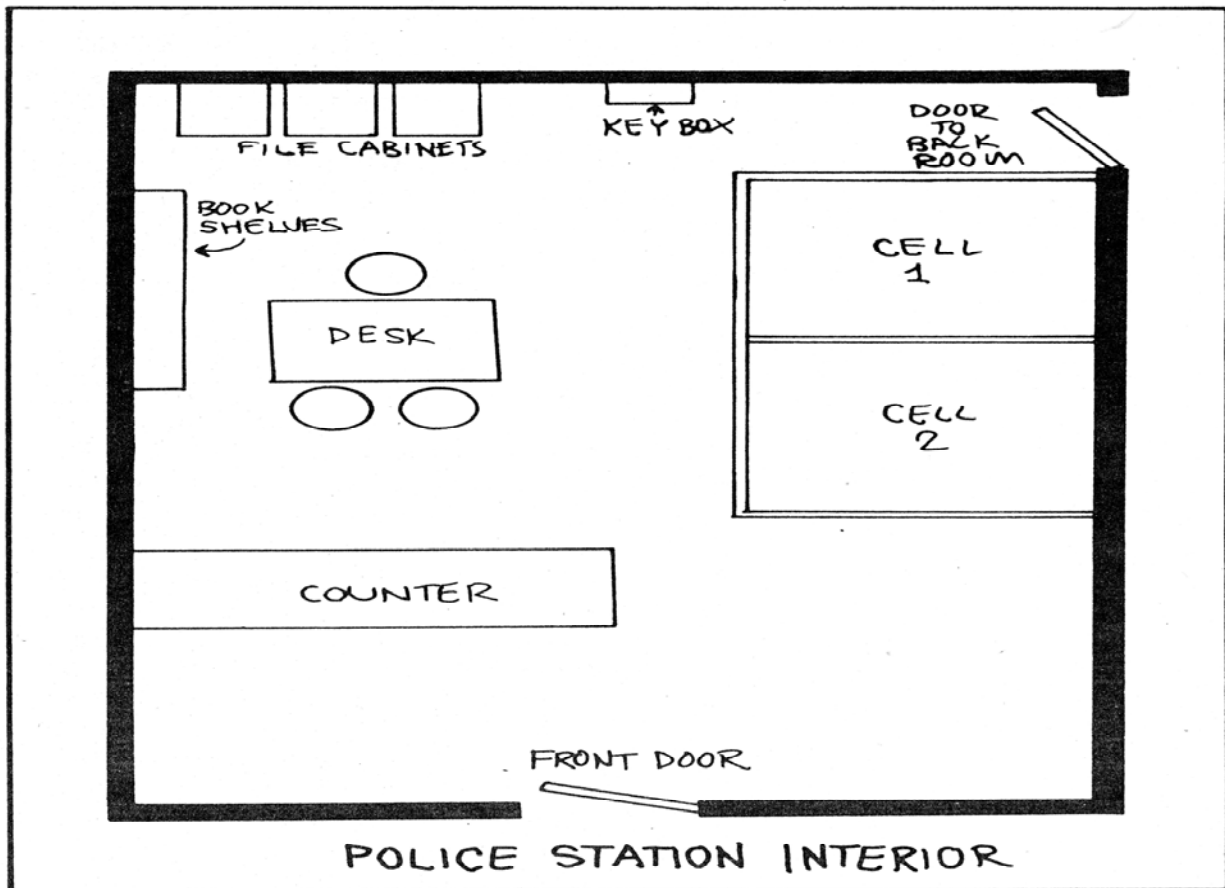 FILE CABINETS
KEY BOX
DOOR
TO
BACK
ROOM
BOOK
SHELVES
CELL
1
DESK
CELL
2
COUNTER
FRONT DOOR
POLICE STATION INTERIOR